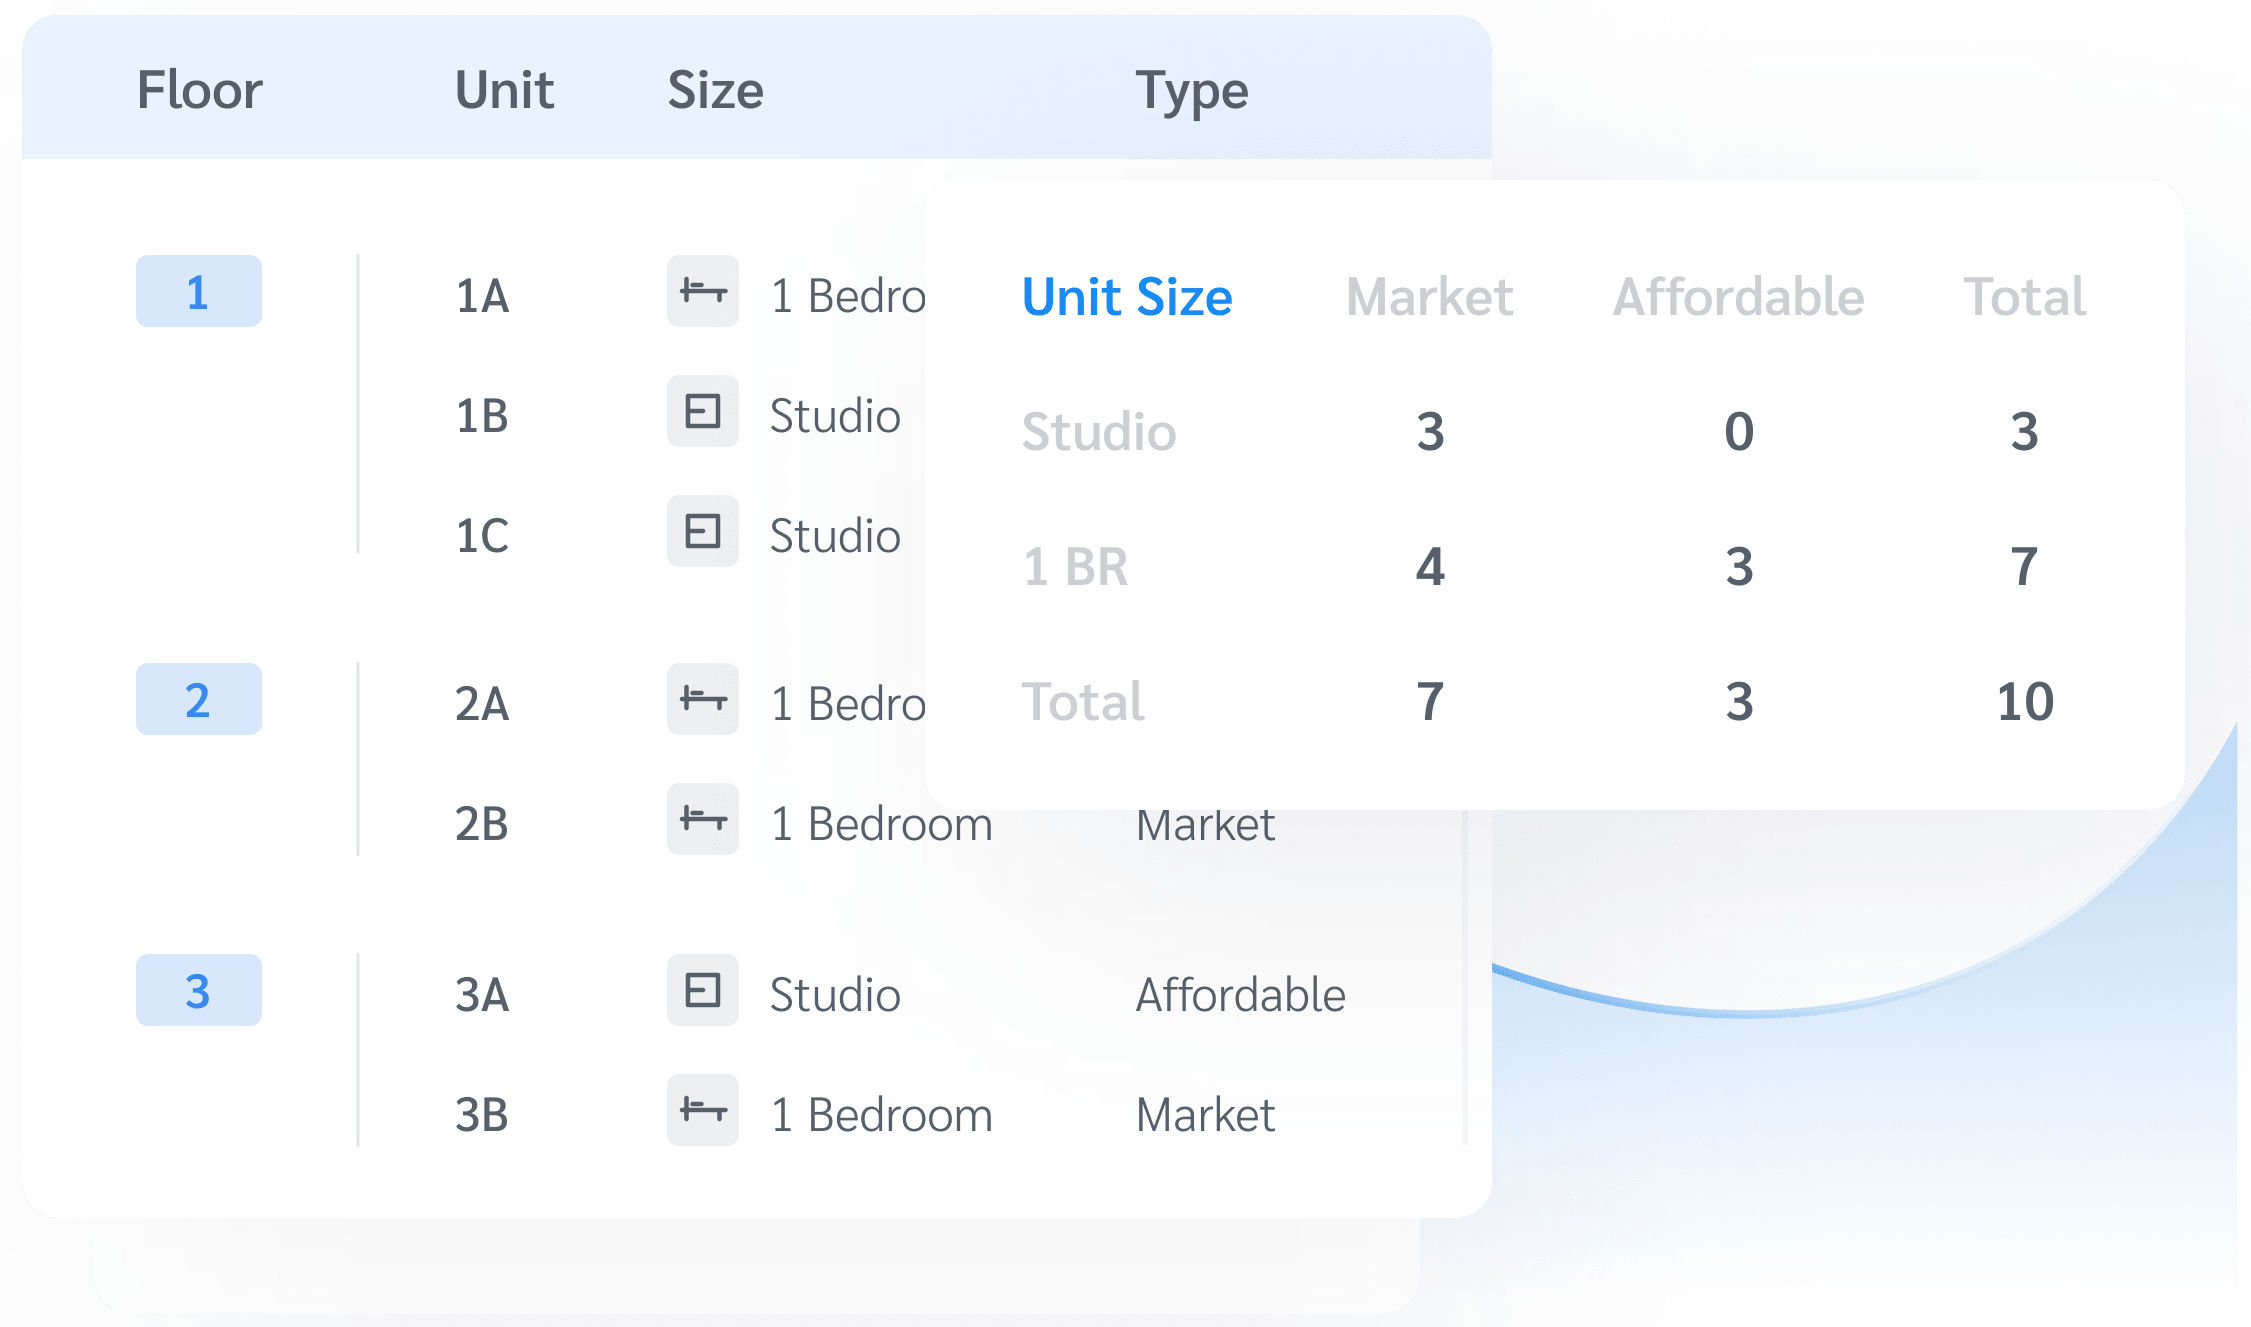 Floor Unit Size Type
1 1A 1 Bedro
1B Studio
1C Studio
2 2A 1 Bedro
2B 1 Bedroom Market
3 3A Studio Affordable
3B 1 Bedroom Market
Unit Size Market Affordable Total
Studio 3 0 3
1 BR 4 3 7
Total 7 3 10